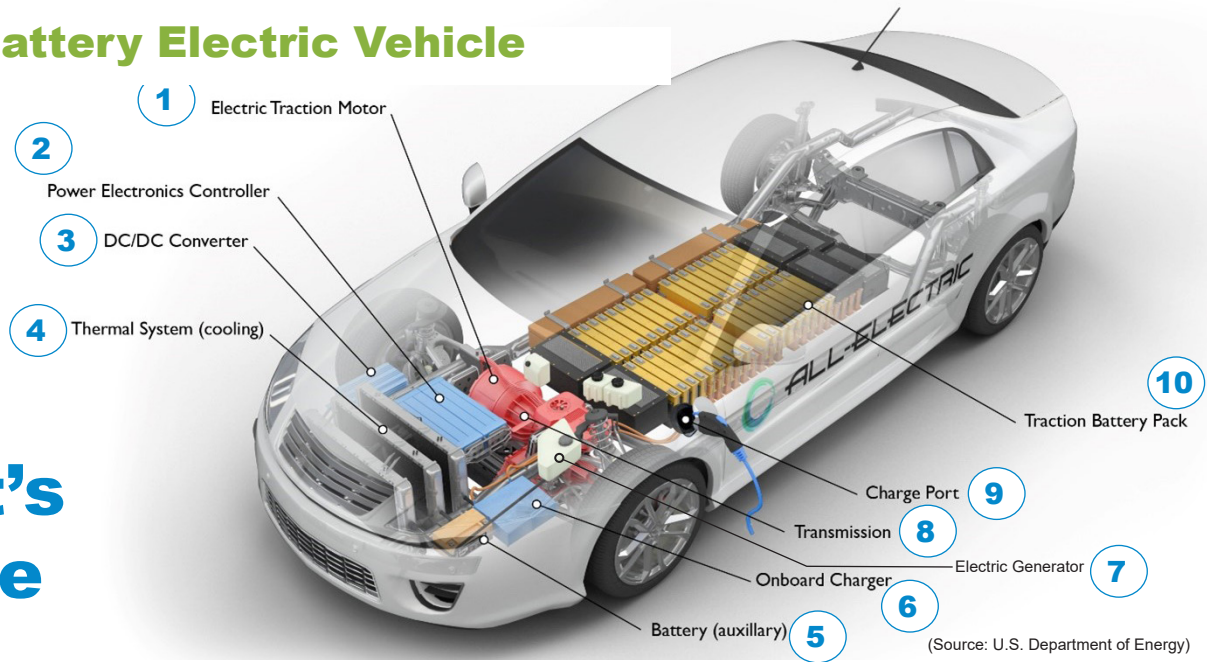 attery Electric Vehicle
1 Electric Traction Motor
2
Power Electronics Controller
3 DC/DC Converter
4 Thermal System (cooling)
ALL-ELECTRIC
10
Traction Battery Pack
t's
e
Charge Port 9
Transmission 8
Electric Generator 7
Onboard Charger
6
Battery (auxillary) 5
(Source: U.S. Department of Energy)